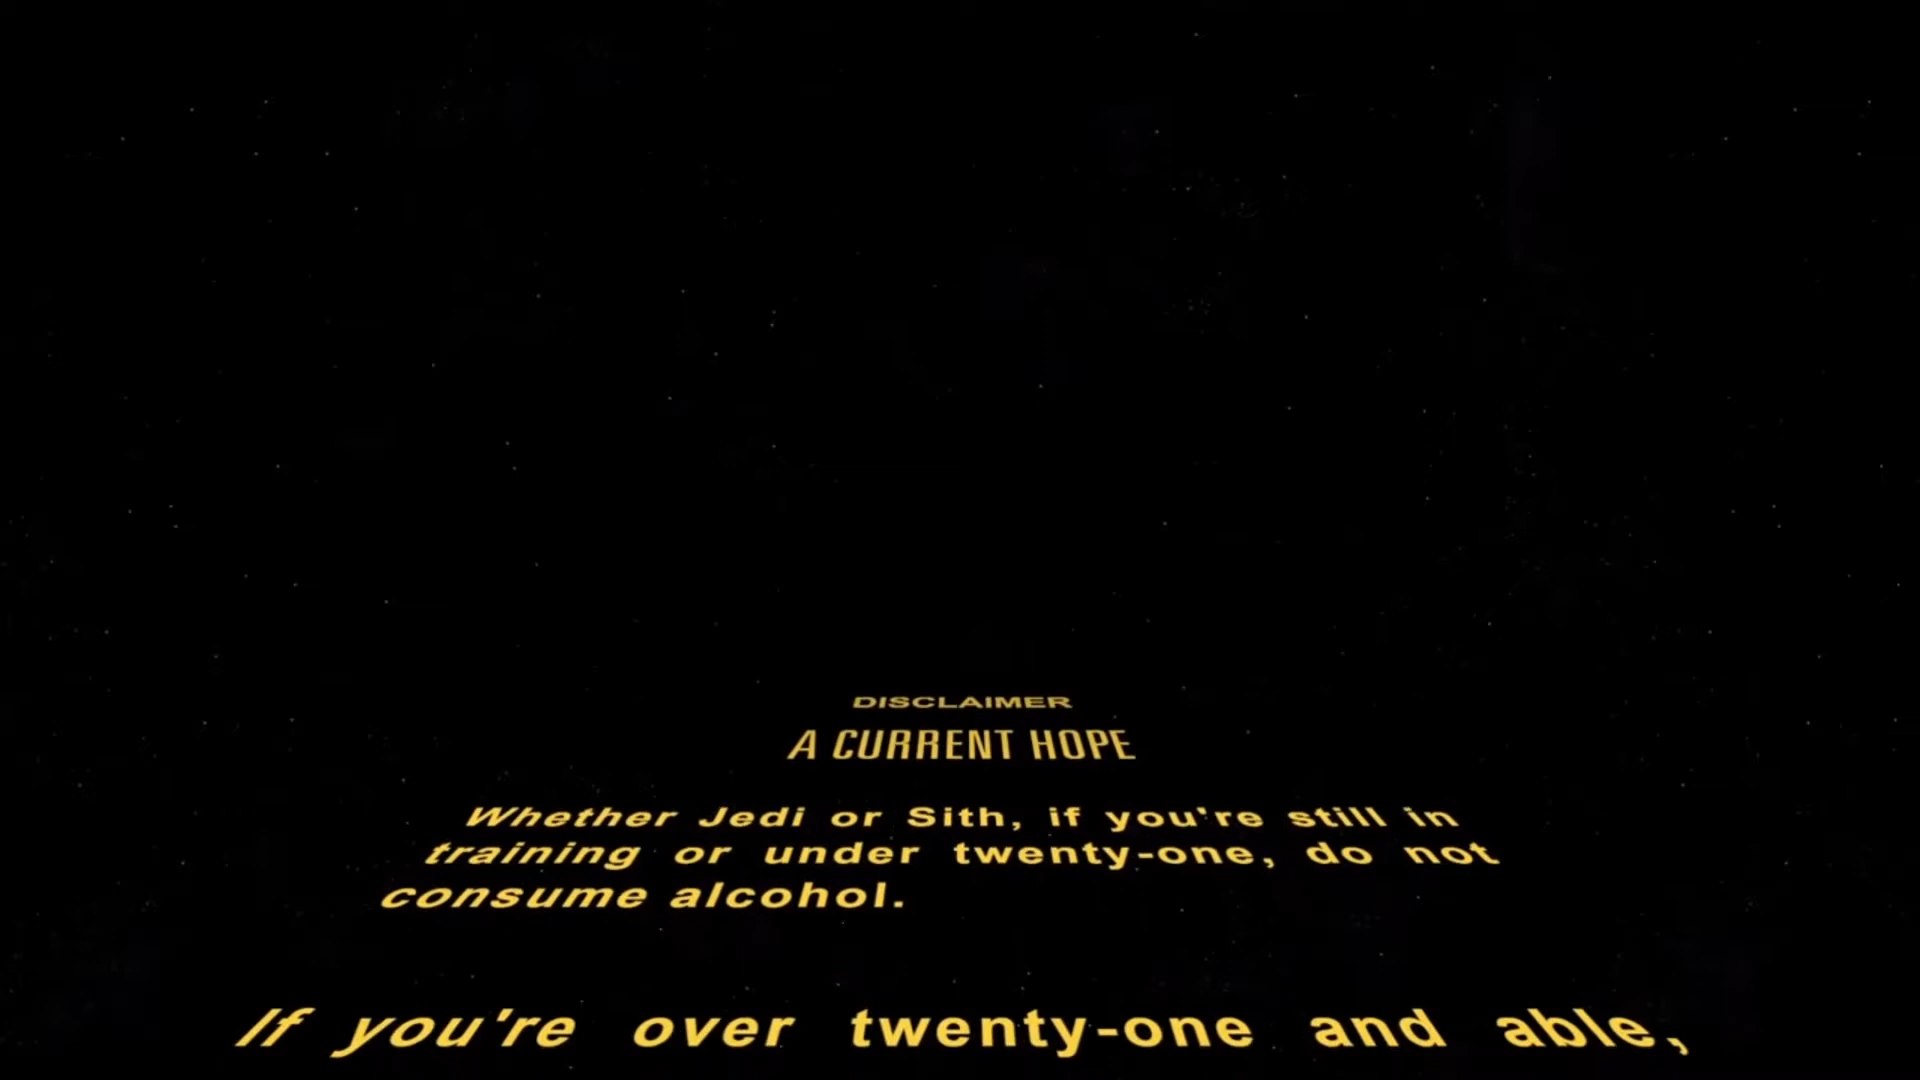 DISCLAIMER
A CURRENT HOPE
Whether Jedi or Sith, if you're still in
training or under twenty-one, do not
consume alcohol.
If you're over twenty-one and able,